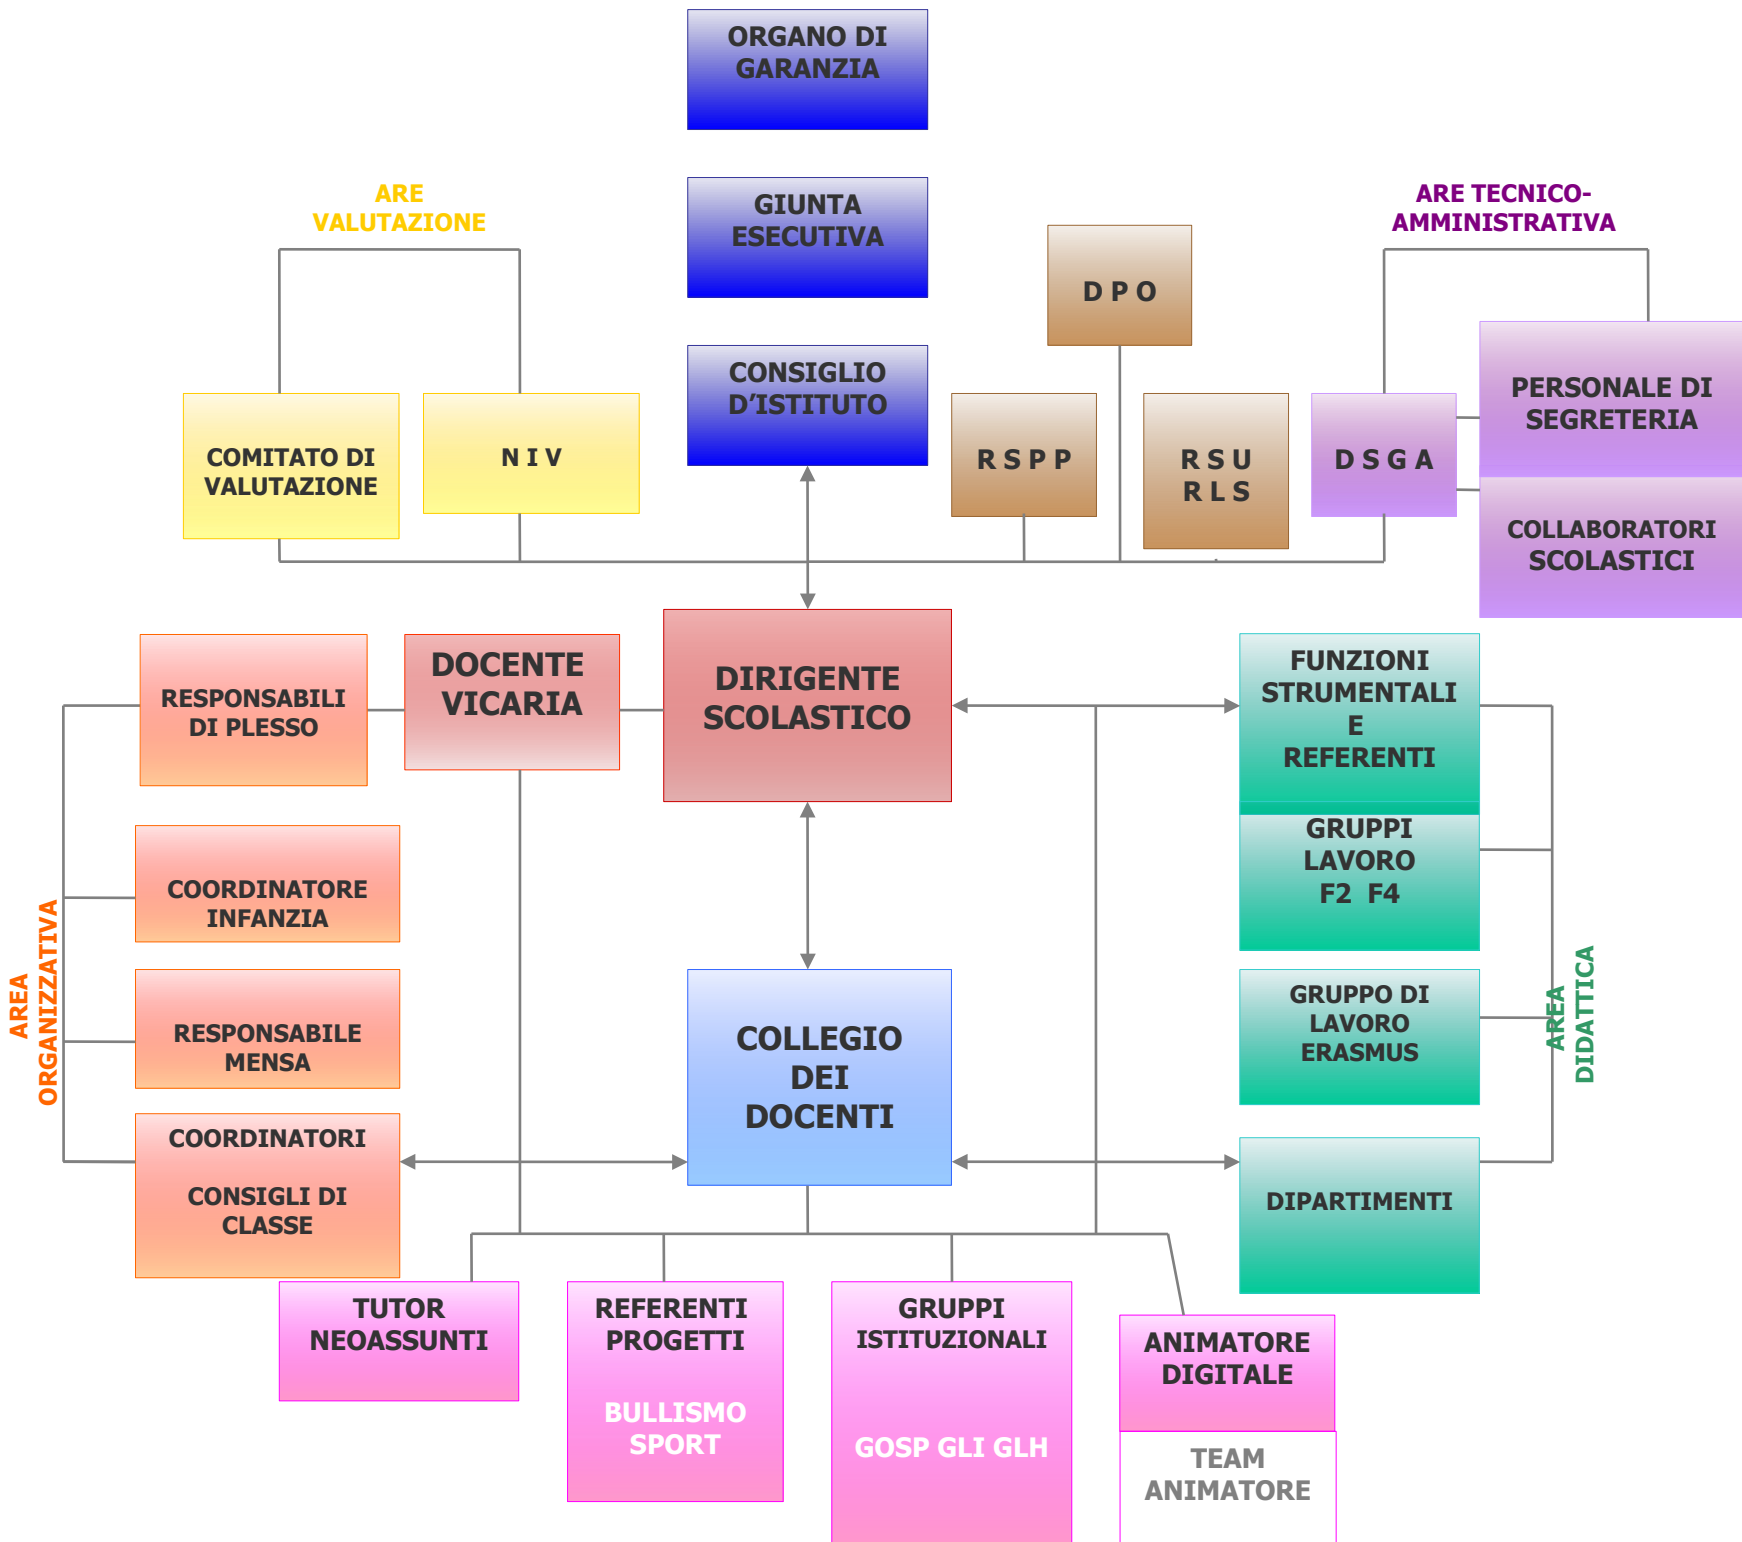 ORGANO DI
GARANZIA
ARE
VALUTAZIONE
GIUNTA
ESECUTIVA
ARE TECNICO-
AMMINISTRATIVA
D P O
CONSIGLIO
D’ISTITUTO
PERSONALE DI
SEGRETERIA
COMITATO DI
VALUTAZIONE
N I V
R S P P
R S U
R L S
D S G A
COLLABORATORI
SCOLASTICI
RESPONSABILI
DI PLESSO
DOCENTE
VICARIA
DIRIGENTE
SCOLASTICO
FUNZIONI
STRUMENTALI
E
REFERENTI
GRUPPI
LAVORO
F2 F4
COORDINATORE
INFANZIA
AREA
ORGANIZZATIVA
RESPONSABILE
MENSA
COLLEGIO
DEI
DOCENTI
GRUPPO DI
LAVORO
ERASMUS
AREA
DIDATTICA
COORDINATORI
CONSIGLI DI
CLASSE
DIPARTIMENTI
TUTOR
NEOASSUNTI
REFERENTI
PROGETTI
BULLISMO
SPORT
GRUPPI
ISTITUZIONALI
GOSP GLI GLH
ANIMATORE
DIGITALE
TEAM
ANIMATORE